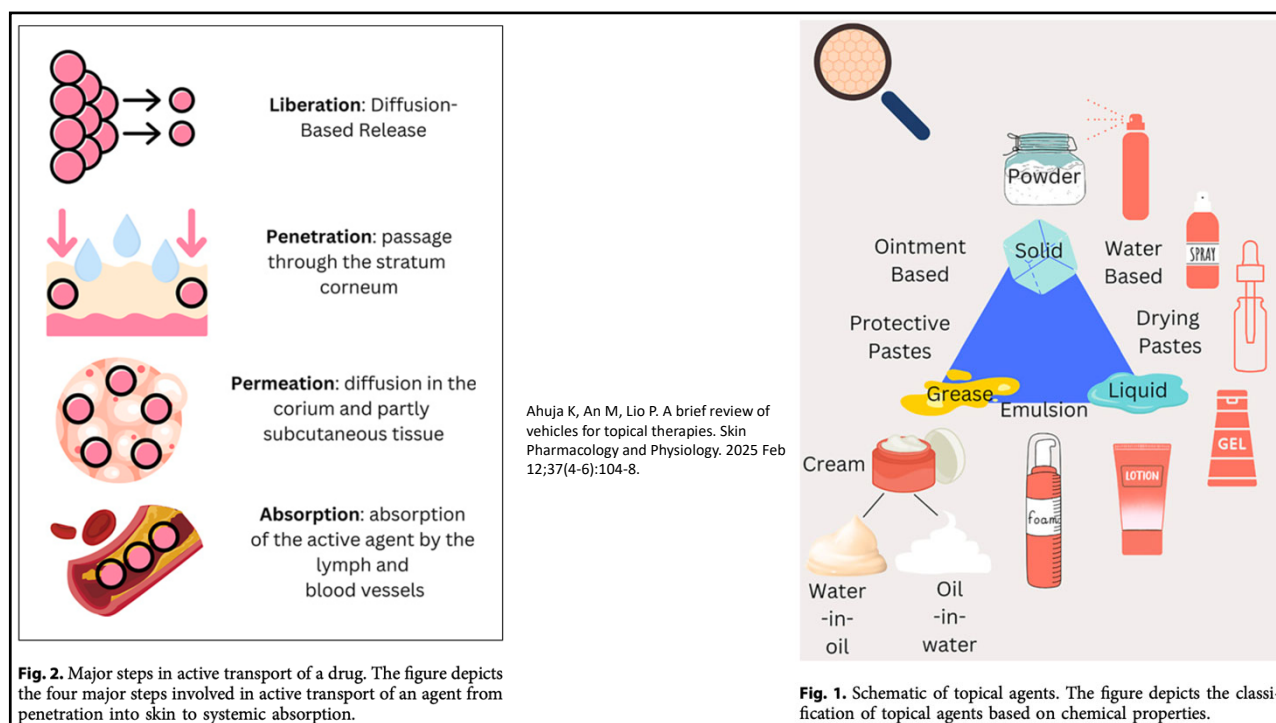 Liberation: Diffusion-
Based Release
Penetration: passage
through the stratum
corneum
Permeation: diffusion in the
corium and partly
subcutaneous tissue
Absorption: absorption
of the active agent by the
lymph and
blood vessels
Fig. 2. Major steps in active transport of a drug. The figure depicts
the four major steps involved in active transport of an agent from
penetration into skin to systemic absorption.
Ahuja K, An M, Lio P. A brief review of
vehicles for topical therapies. Skin
Pharmacology and Physiology. 2025 Feb
12;37(4-6):104-8.
Powder
Solid
Ointment
Based
Water
Based
SPRAY
Protective
Pastes
Drying
Pastes
Grease
Emulsion
Liquid
Cream
foam
LOTION
GEL
Water
-in-
oil
Oil
-in-
water
Fig. 1. Schematic of topical agents. The figure depicts the classi-
fication of topical agents based on chemical properties.